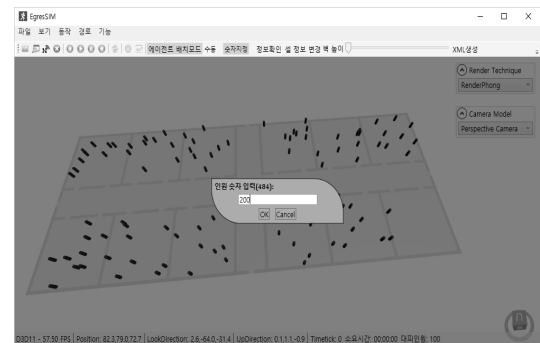 EgresSIM
파일 보기 동작 경로 기능
에이전트 배치모드 수동 숫자지정 정보확인 셀 정보 변경 벽 높이 XML생성
Render Technique
RenderPhong
Camera Model
Perspective Camera
인원 숫자 입력(484):
200
OK Cancel
D3D11 - 57.50 FPS Position: 82.3,79.0,72.7 LookDirection: 2.6,-64.0,-31.4 UpDirection: 0.1,1.1,-0.9 Timetick: 0 소요시간: 00:00:00 대피인원: 100